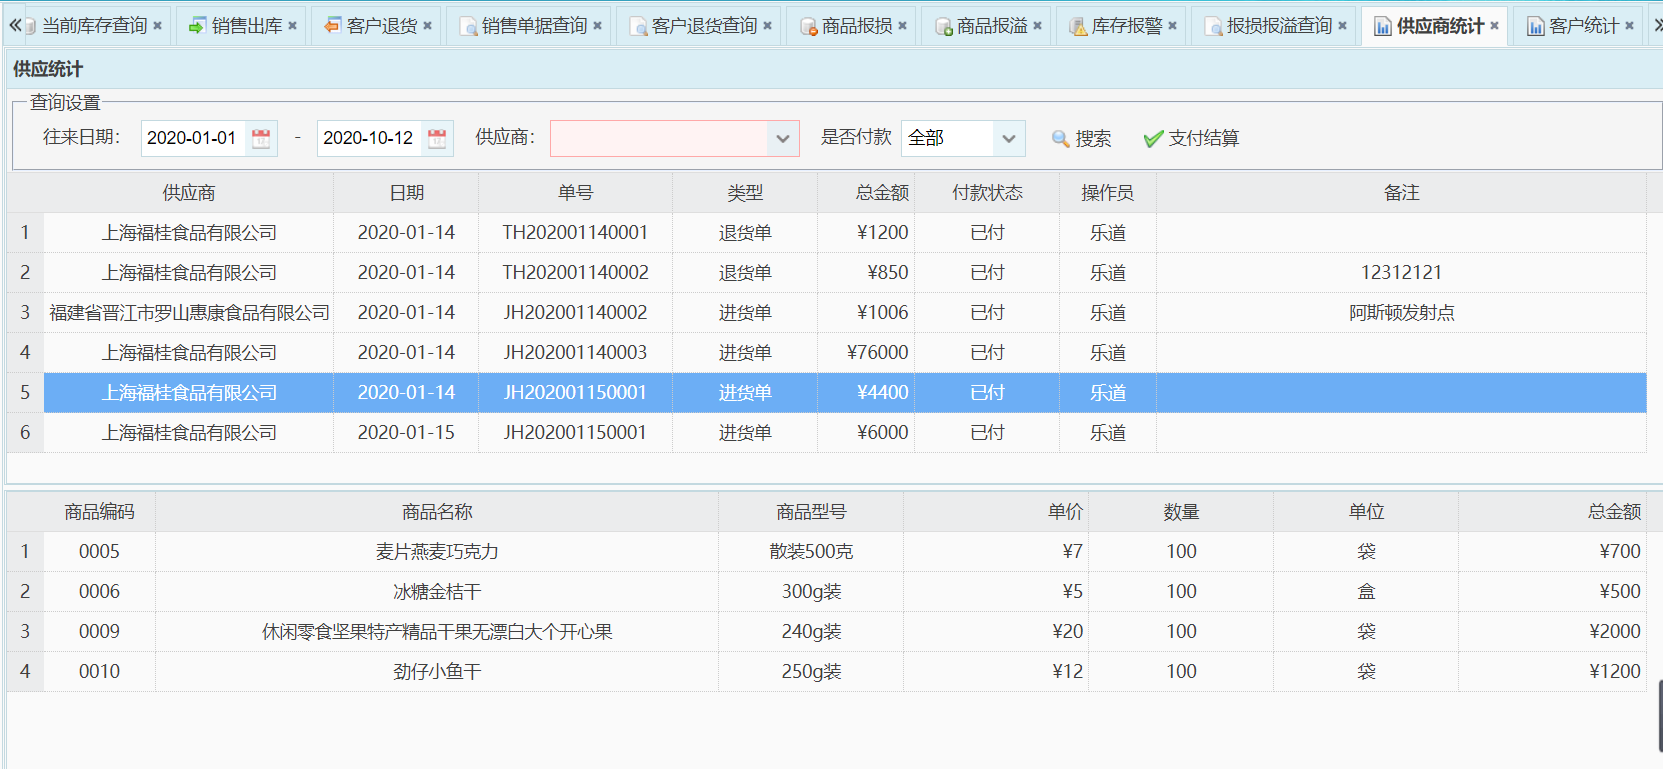 当前库存查询 销售出库 客户退货 销售单据查询 客户退货查询 商品报损 商品报溢 库存报警 报损报溢查询 供应商统计 客户统计
供应统计
查询设置
往来日期： 2020-01-01 - 2020-10-12 供应商： 是否付款 全部 搜索 支付结算
供应商 日期 单号 类型 总金额 付款状态 操作员 备注
1 上海福桂食品有限公司 2020-01-14 TH202001140001 退货单 ¥1200 已付 乐道
2 上海福桂食品有限公司 2020-01-14 TH202001140002 退货单 ¥850 已付 乐道 12312121
3 福建省晋江市罗山惠康食品有限公司 2020-01-14 JH202001140002 进货单 ¥1006 已付 乐道 阿斯顿发射点
4 上海福桂食品有限公司 2020-01-14 JH202001140003 进货单 ¥76000 已付 乐道
5 上海福桂食品有限公司 2020-01-14 JH202001150001 进货单 ¥4400 已付 乐道
6 上海福桂食品有限公司 2020-01-15 JH202001150001 进货单 ¥6000 已付 乐道
商品编码 商品名称 商品型号 单价 数量 单位 总金额
1 0005 麦片燕麦巧克力 散装500克 ¥7 100 袋 ¥700
2 0006 冰糖金桔干 300g装 ¥5 100 盒 ¥500
3 0009 休闲零食坚果特产精品干果无漂白大个开心果 240g装 ¥20 100 袋 ¥2000
4 0010 劲仔小鱼干 250g装 ¥12 100 袋 ¥1200